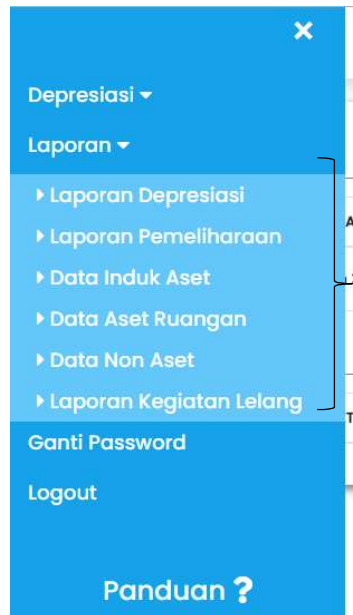 ×
Depresiasi
Laporan
Laporan Depresiasi
Laporan Pemeliharaan
Data Induk Aset
Data Aset Ruangan
Data Non Aset
Laporan Kegiatan Lelang
Ganti Password
Logout
Panduan ?